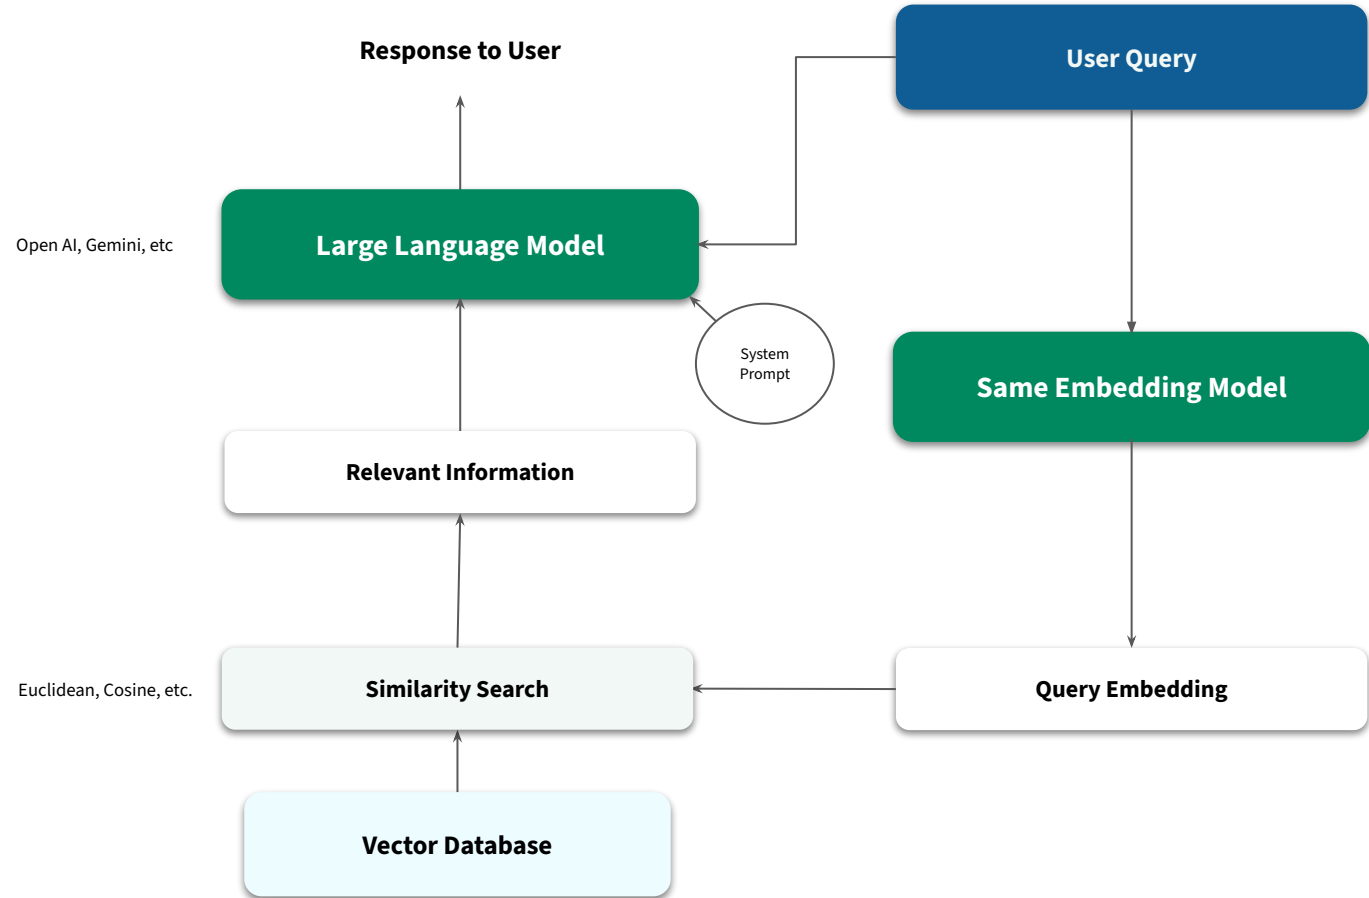 Response to User
User Query
Open AI, Gemini, etc
Large Language Model
System
Prompt
Same Embedding Model
Relevant Information
Euclidean, Cosine, etc.
Similarity Search
Query Embedding
Vector Database